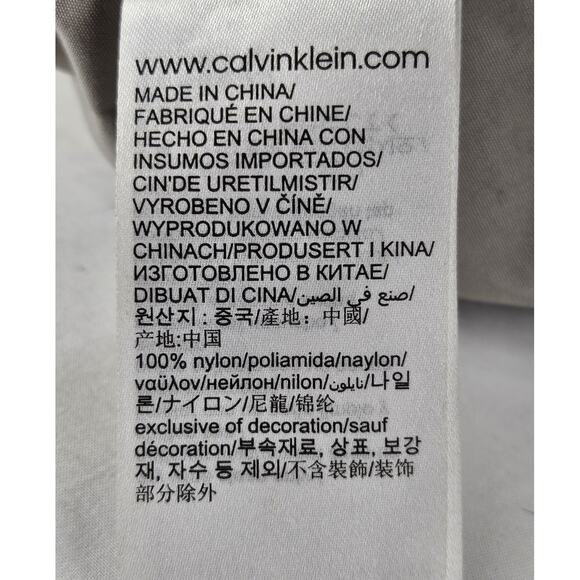 www.calvinklein.com
MADE IN CHINA/
FABRIQUÉ EN CHINE/
HECHO EN CHINA CON
INSUMOS IMPORTADOS/
CIN'DE URETILMISTIR/
VYROBENO V ČÍNĚ/
WYPRODUKOWANO W
CHINACH/PRODUSERT I KINA/
ИЗГОТОВЛЕНО В КИТАЕ/
DIBUAT DI CINA/صنع في الصين/
원산지 : 중국/產地：中國/
产地:中国
100% nylon/poliamida/naylon/
ναϋλον/нейлон/nilon/نايلون/나일
론/ナイロン/尼龍/锦纶
exclusive of decoration/sauf
décoration/부속재료, 상표, 보강
재, 자수 등 제외/不含裝飾/装饰
部分除外